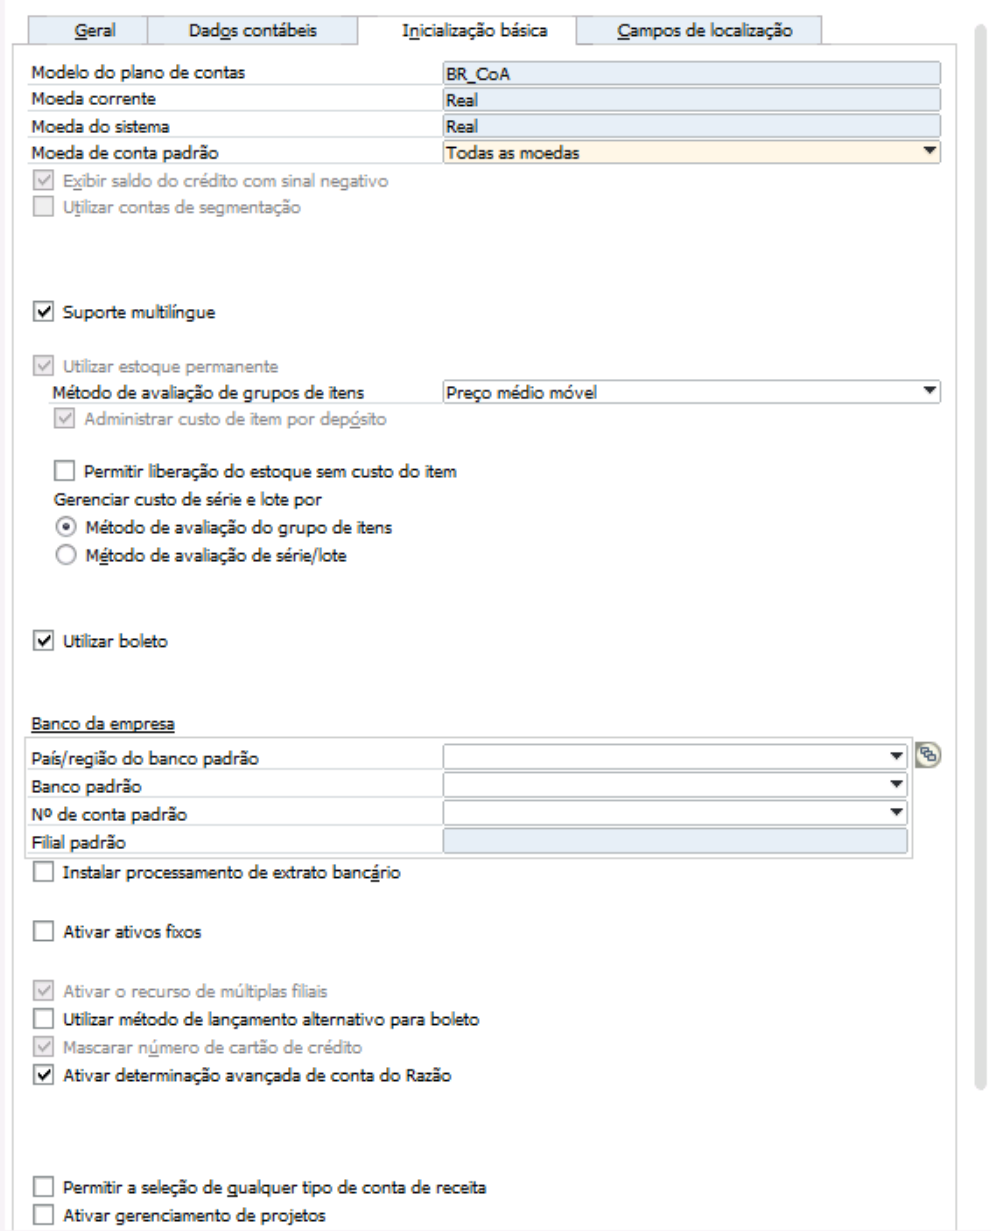 Geral Dados contábeis Inicialização básica Campos de localização
Modelo do plano de contas BR_CoA
Moeda corrente Real
Moeda do sistema Real
Moeda de conta padrão Todas as moedas
Exibir saldo do crédito com sinal negativo
Utilizar contas de segmentação
Suporte multilíngue
Utilizar estoque permanente
Método de avaliação de grupos de itens Preço médio móvel
Administrar custo de item por depósito
Permitir liberação do estoque sem custo do item
Gerenciar custo de série e lote por
Método de avaliação do grupo de itens
Método de avaliação de série/lote
Utilizar boleto
Banco da empresa
País/região do banco padrão
Banco padrão
Nº de conta padrão
Filial padrão
Instalar processamento de extrato bancário
Ativar ativos fixos
Ativar o recurso de múltiplas filiais
Utilizar método de lançamento alternativo para boleto
Mascarar número de cartão de crédito
Ativar determinação avançada de conta do Razão
Permitir a seleção de qualquer tipo de conta de receita
Ativar gerenciamento de projetos